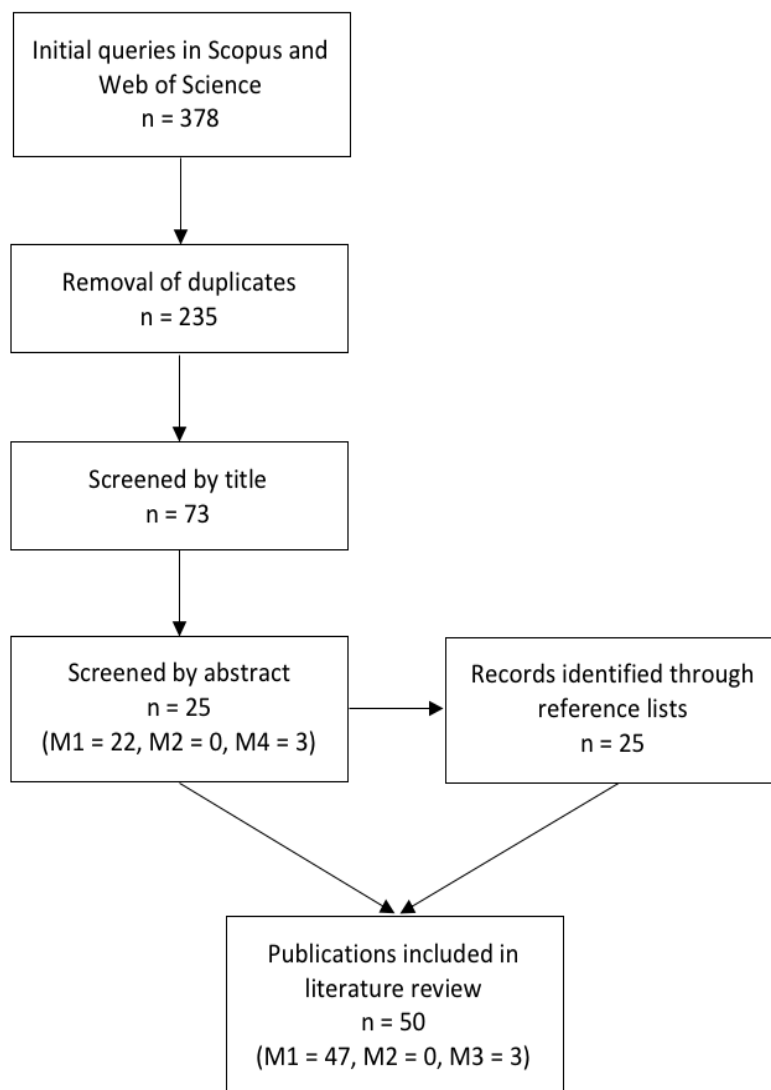 Initial queries in Scopus and
Web of Science
n = 378
Removal of duplicates
n = 235
Screened by title
n = 73
Screened by abstract
n = 25
(M1 = 22, M2 = 0, M4 = 3)
Records identified through
reference lists
n = 25
Publications included in
literature review
n = 50
(M1 = 47, M2 = 0, M3 = 3)